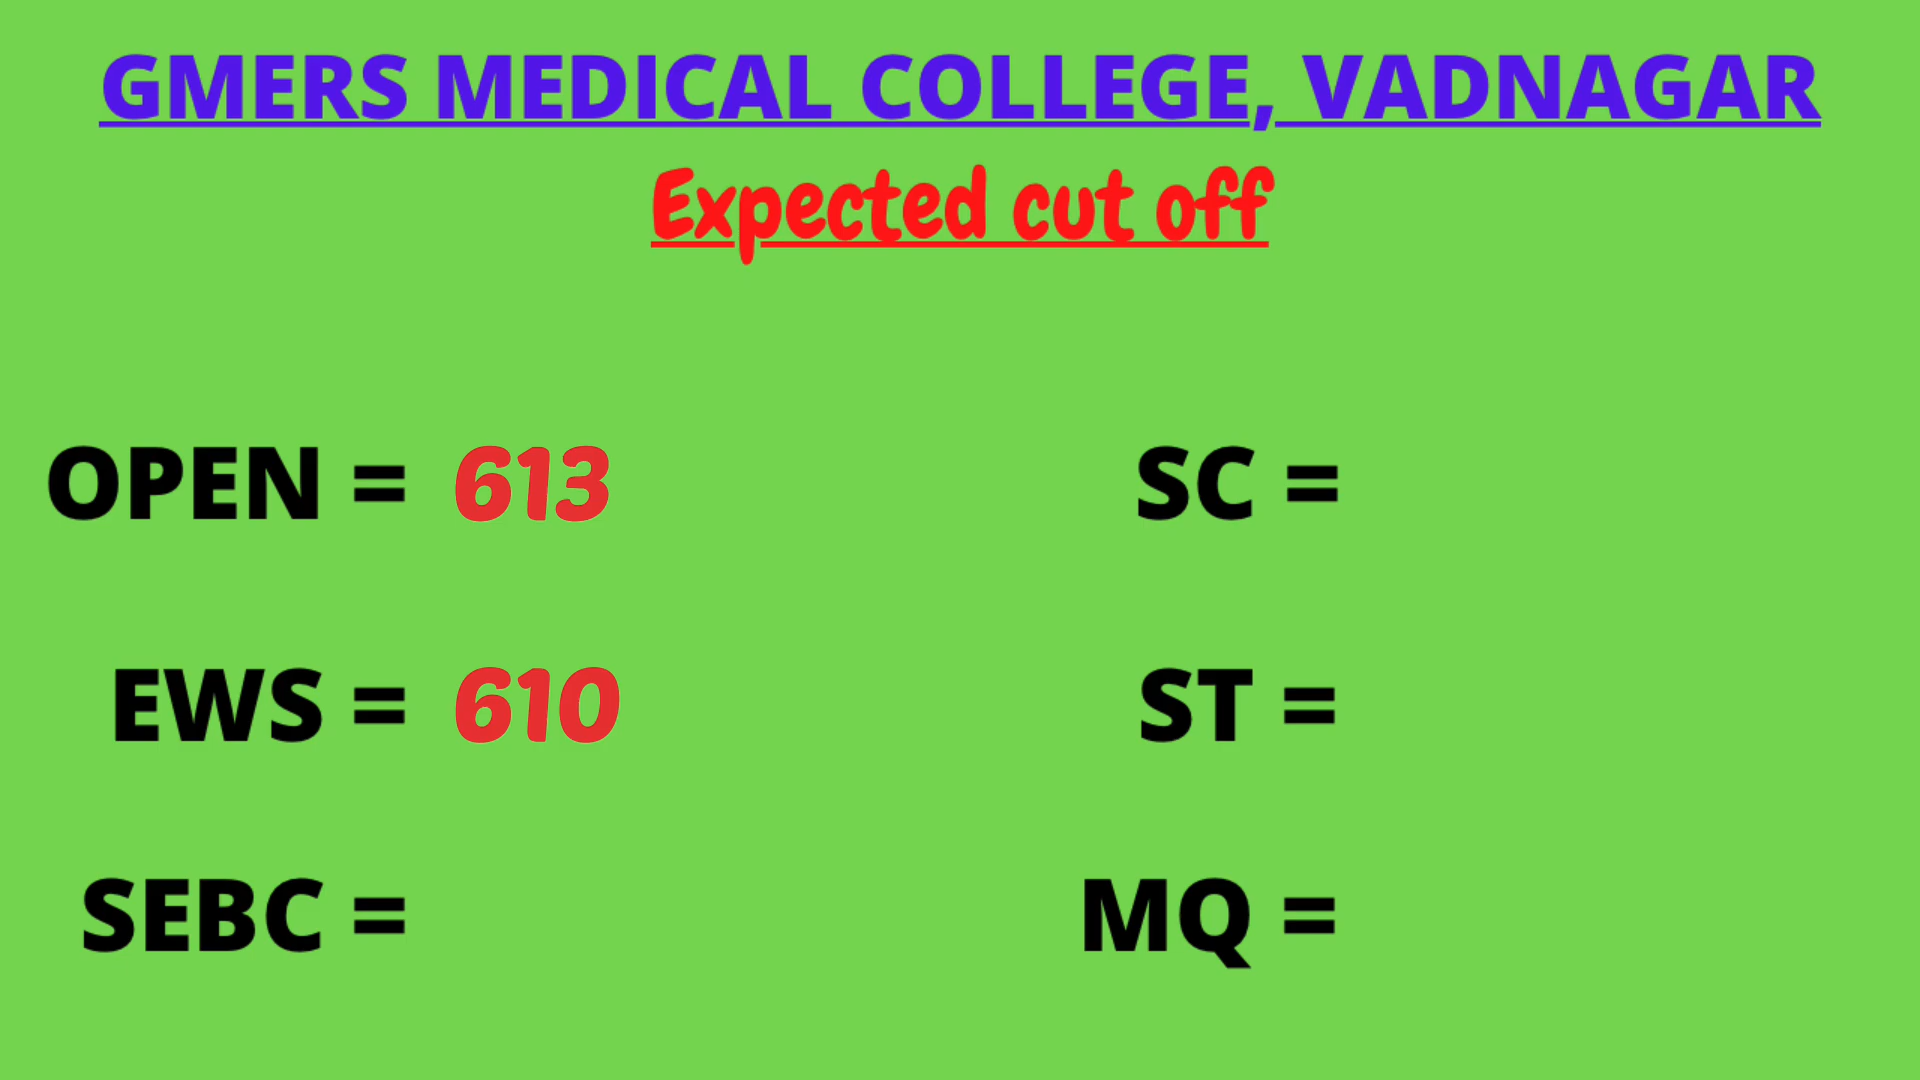 GMERS MEDICAL COLLEGE, VADNAGAR
Expected cut off
OPEN = 613
SC =
EWS = 610
ST =
SEBC =
MQ =